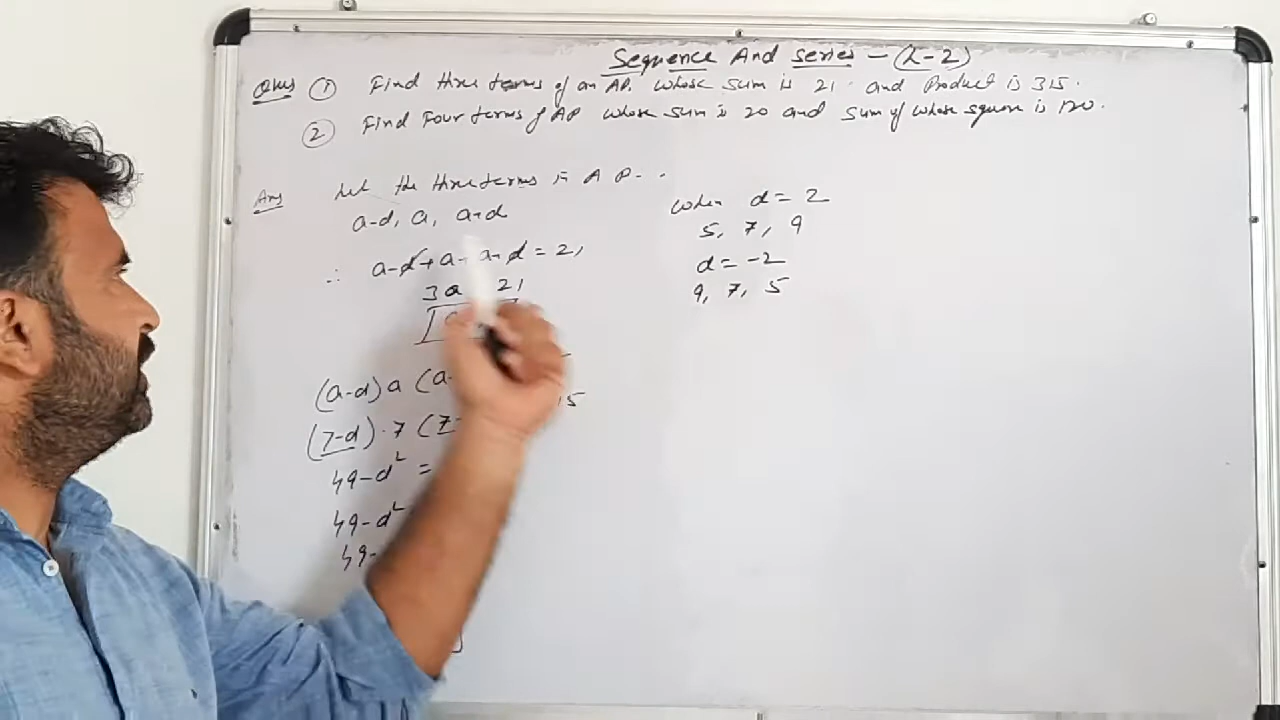 Sequence And series - (L-2)
Ques ① Find three terms of an AP. whose sum is 21 and Product is 315.
② Find Four terms of AP whose sum is 20 and sum of whose square is 120.
Ans Let the three terms in A P.
a-d, a, a+d
∴ a-d+a+a+d = 21
3a 21
(a-d) a (a
(7-d) · 7 (7
49-d² =
49-d²
49-
When d = 2
5, 7, 9
d = -2
9, 7, 5